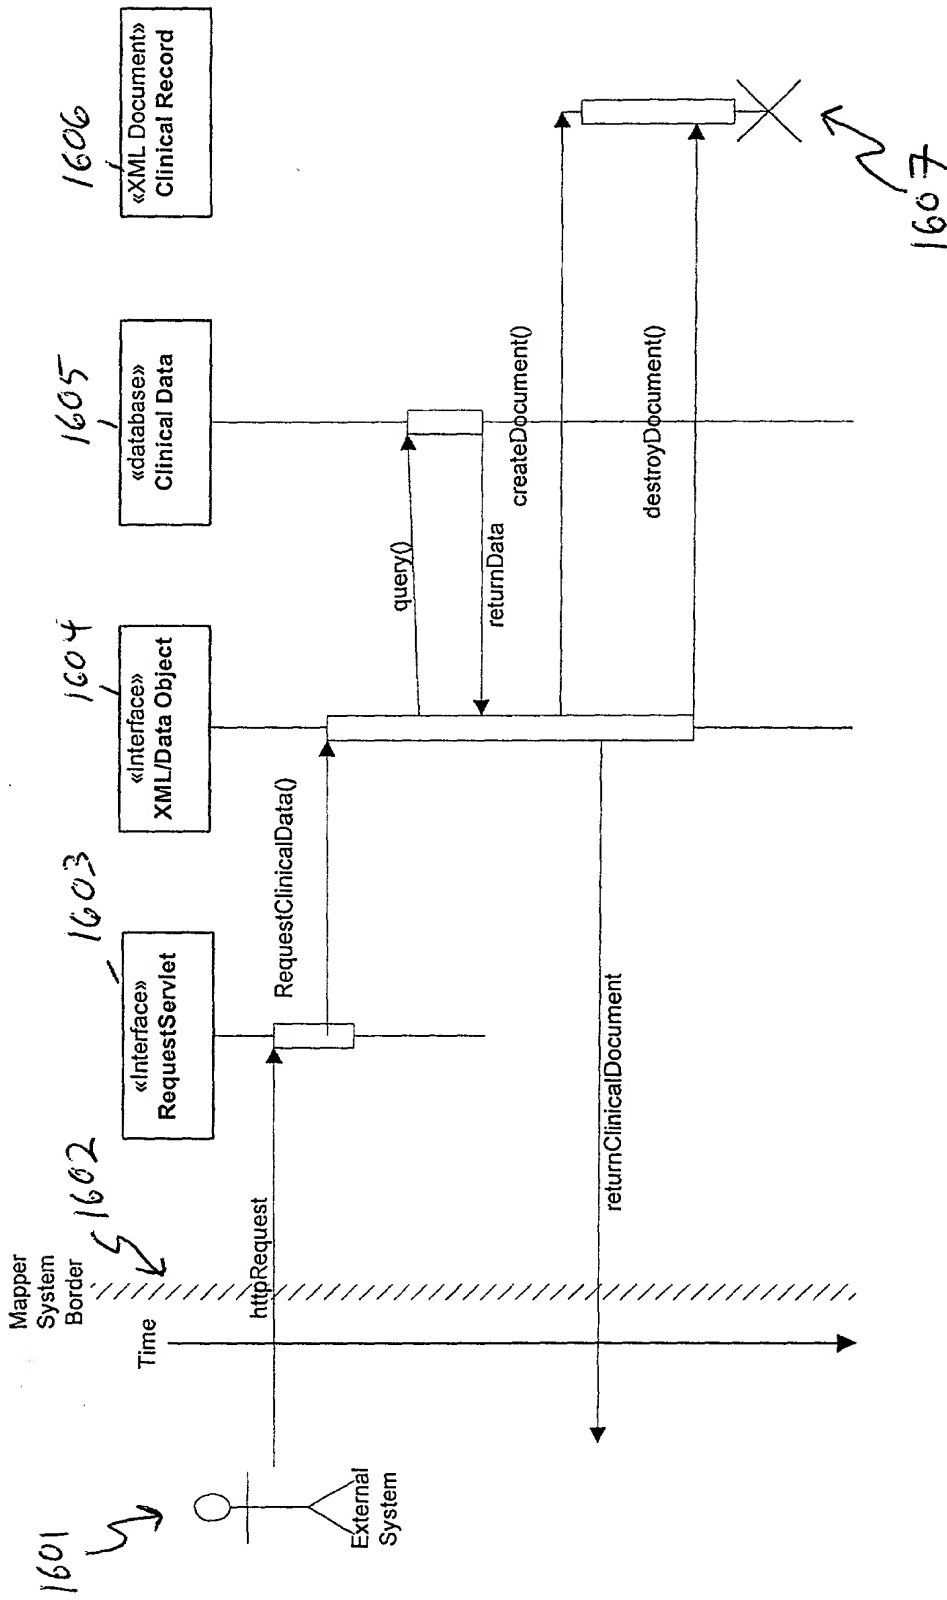 1601
External
System
Mapper
System
Border
1602
Time
httpRequest
1603
«Interface»
RequestServlet
RequestClinicalData()
1604
«Interface»
XML/Data Object
query()
returnData
1605
«database»
Clinical Data
createDocument()
destroyDocument()
returnClinicalDocument
1606
«XML Document»
Clinical Record
1607